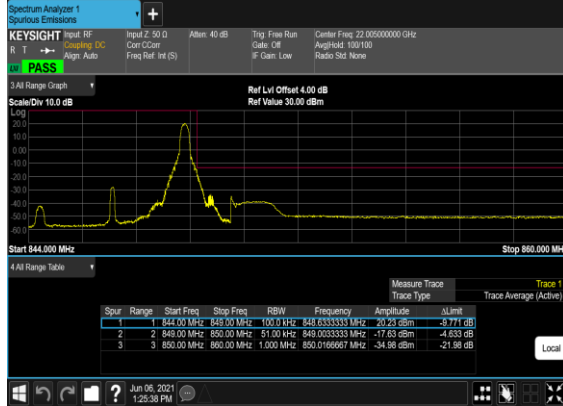 Spectrum Analyzer 1
Spurious Emissions
+
KEYSIGHT Input: RF Input Z: 50 Ω Atten: 40 dB Trig: Free Run Center Freq: 22.005000000 GHz
R T Coupling: DC Corr CCorr Gate: Off Avg|Hold: 100/100
Align: Auto Freq Ref: Int (S) IF Gain: Low Radio Std: None
PASS
3 All Range Graph
Ref Lvl Offset 4.00 dB
Scale/Div 10.0 dB Ref Value 30.00 dBm
Log
20.0
10.0
0.00
-10.0
-20.0
-30.0
-40.0
-50.0
-60.0
Start 844.000 MHz Stop 860.000 MH
4 All Range Table
Measure Trace Trace 1
Trace Type Trace Average (Active)
Spur Range Start Freq Stop Freq RBW Frequency Amplitude ΔLimit
1 1 844.00 MHz 849.00 MHz 100.0 kHz 848.6333333 MHz 20.23 dBm -9.771 dB
2 2 849.00 MHz 850.00 MHz 51.00 kHz 849.0033333 MHz -17.63 dBm -4.633 dB
3 3 850.00 MHz 860.00 MHz 1.000 MHz 850.0166667 MHz -34.98 dBm -21.98 dB
Local
? Jun 06, 2021
1:25:38 PM